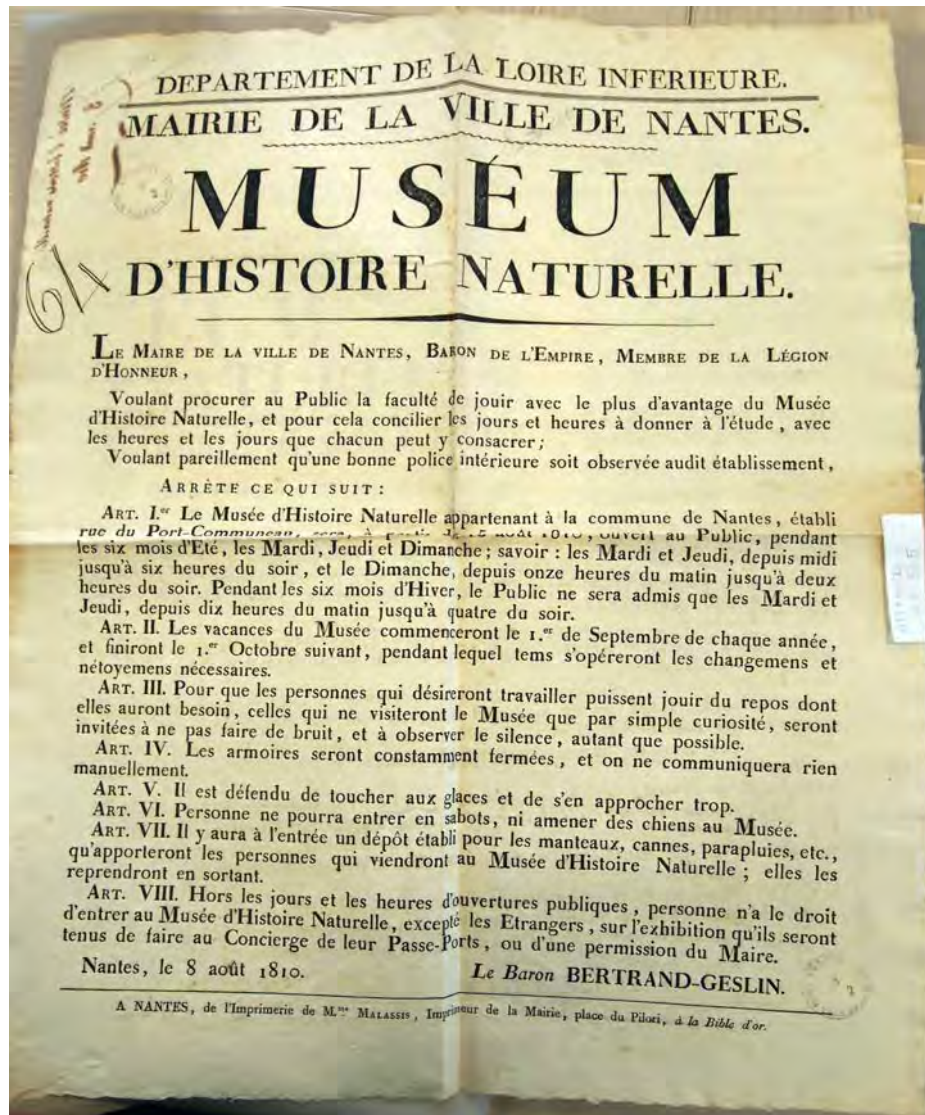 DEPARTEMENT DE LA LOIRE INFERIEURE.
MAIRIE DE LA VILLE DE NANTES.
MUSÉUM
D'HISTOIRE NATURELLE.
64
LE MAIRE DE LA VILLE DE NANTES, BARON DE L'EMPIRE, MEMBRE DE LA LÉGION
D'HONNEUR,
Voulant procurer au Public la faculté de jouir avec le plus d'avantage du Musée
d'Histoire Naturelle, et pour cela concilier les jours et heures à donner à l'étude, avec
les heures et les jours que chacun peut y consacrer;
Voulant pareillement qu'une bonne police intérieure soit observée audit établissement,
ARRÈTE CE QUI SUIT:
ART. I.er Le Musée d'Histoire Naturelle appartenant à la commune de Nantes, établi
rue du Port-Communeau, sera, à ouvert au Public, pendant
les six mois d'Eté, les Mardi, Jeudi et Dimanche; savoir: les Mardi et Jeudi, depuis midi
jusqu'à six heures du soir, et le Dimanche, depuis onze heures du matin jusqu'à deux
heures du soir. Pendant les six mois d'Hiver, le Public ne sera admis que les Mardi et
Jeudi, depuis dix heures du matin jusqu'à quatre du soir.
ART. II. Les vacances du Musée commenceront le 1.er de Septembre de chaque année,
et finiront le 1.er Octobre suivant, pendant lequel tems s'opéreront les changemens et
nétoyemens nécessaires.
ART. III. Pour que les personnes qui désireront travailler puissent jouir du repos dont
elles auront besoin, celles qui ne visiteront le Musée que par simple curiosité, seront
invitées à ne pas faire de bruit, et à observer le silence, autant que possible.
ART. IV. Les armoires seront constamment fermées, et on ne communiquera rien
manuellement.
ART. V. Il est défendu de toucher aux glaces et de s'en approcher trop.
ART. VI. Personne ne pourra entrer en sabots, ni amener des chiens au Musée.
ART. VII. Il y aura à l'entrée un dépôt établi pour les manteaux, cannes, parapluies, etc.,
qu'apporteront les personnes qui viendront au Musée d'Histoire Naturelle; elles les
reprendront en sortant.
ART. VIII. Hors les jours et les heures d'ouvertures publiques, personne n'a le droit
d'entrer au Musée d'Histoire Naturelle, excepté les Etrangers, sur l'exhibition qu'ils seront
tenus de faire au Concierge de leur Passe-Ports, ou d'une permission du Maire.
Nantes, le 8 août 1810. Le Baron BERTRAND-GESLIN.
A NANTES, de l'Imprimerie de M.me MALASSIS, Imprimeur de la Mairie, place du Pilori, à la Bible d'or.